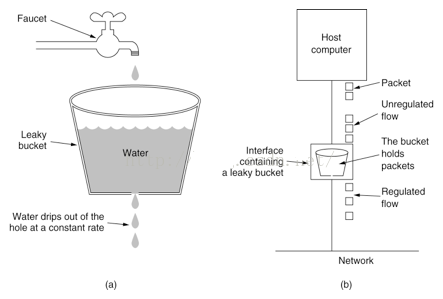 Faucet
Leaky
bucket
Water
Water drips out of the
hole at a constant rate
(a)
Host
computer
Packet
Unregulated
flow
Interface
containing
a leaky bucket
The bucket
holds
packets
Regulated
flow
Network
(b)